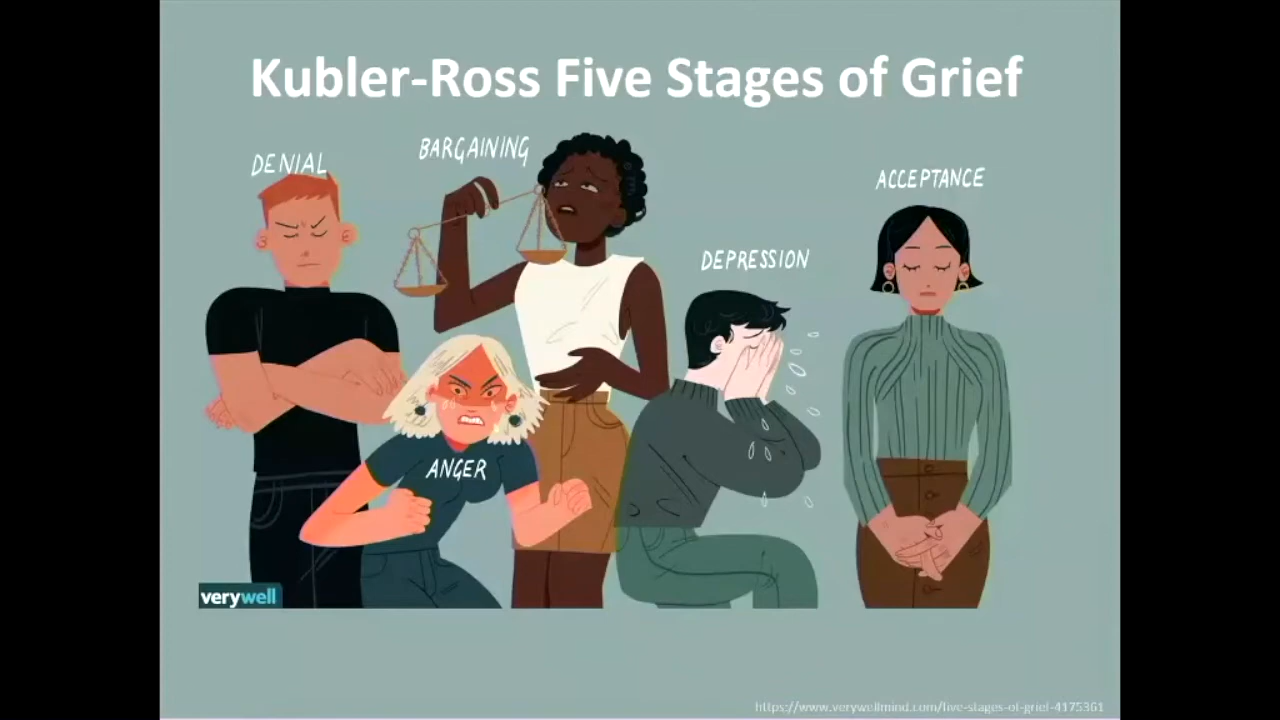 Kubler-Ross Five Stages of Grief
DENIAL
BARGAINING
ACCEPTANCE
DEPRESSION
ANGER
verywell
https://www.verywellmind.com/five-stages-of-grief-4175361